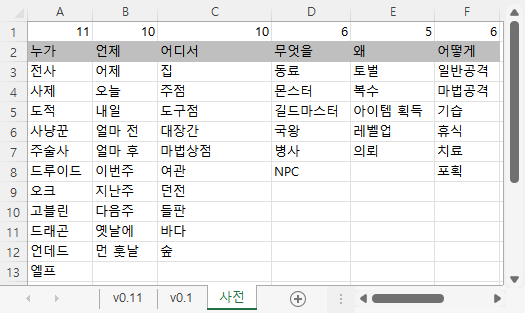 A B C D E F
1 11 10 10 6 5 6
2 누가 언제 어디서 무엇을 왜 어떻게
3 전사 어제 집 동료 토벌 일반공격
4 사제 오늘 주점 몬스터 복수 마법공격
5 도적 내일 도구점 길드마스터 아이템 획득 기습
6 사냥꾼 얼마 전 대장간 국왕 레벨업 휴식
7 주술사 얼마 후 마법상점 병사 의뢰 치료
8 드루이드 이번주 여관 NPC 포획
9 오크 지난주 던전
10 고블린 다음주 들판
11 드래곤 옛날에 바다
12 언데드 먼 훗날 숲
13 엘프
v0.11 v0.1 사전